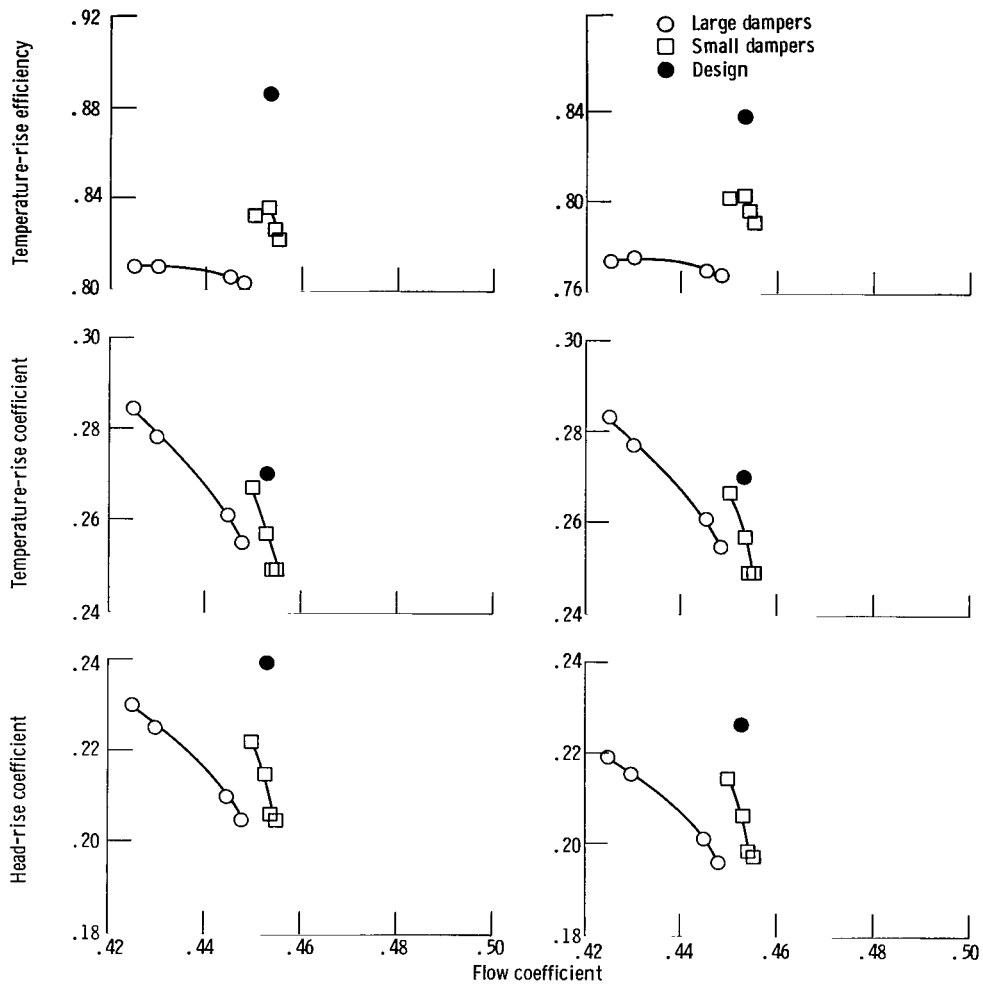 Large dampers
Small dampers
Design
Temperature-rise efficiency
.92
.88
.84
.80
.84
.80
.76
Temperature-rise coefficient
.30
.28
.26
.24
.30
.28
.26
.24
Head-rise coefficient
.24
.22
.20
.18
.24
.22
.20
.18
.42 .44 .46 .48 .50
.42 .44 .46 .48 .50
Flow coefficient